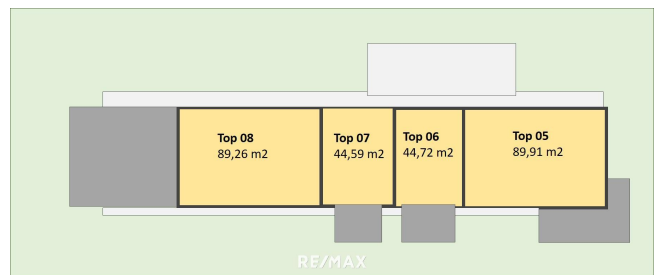 Top 08
89,26 m2
Top 07
44,59 m2
Top 06
44,72 m2
Top 05
89,91 m2
RE/MAX